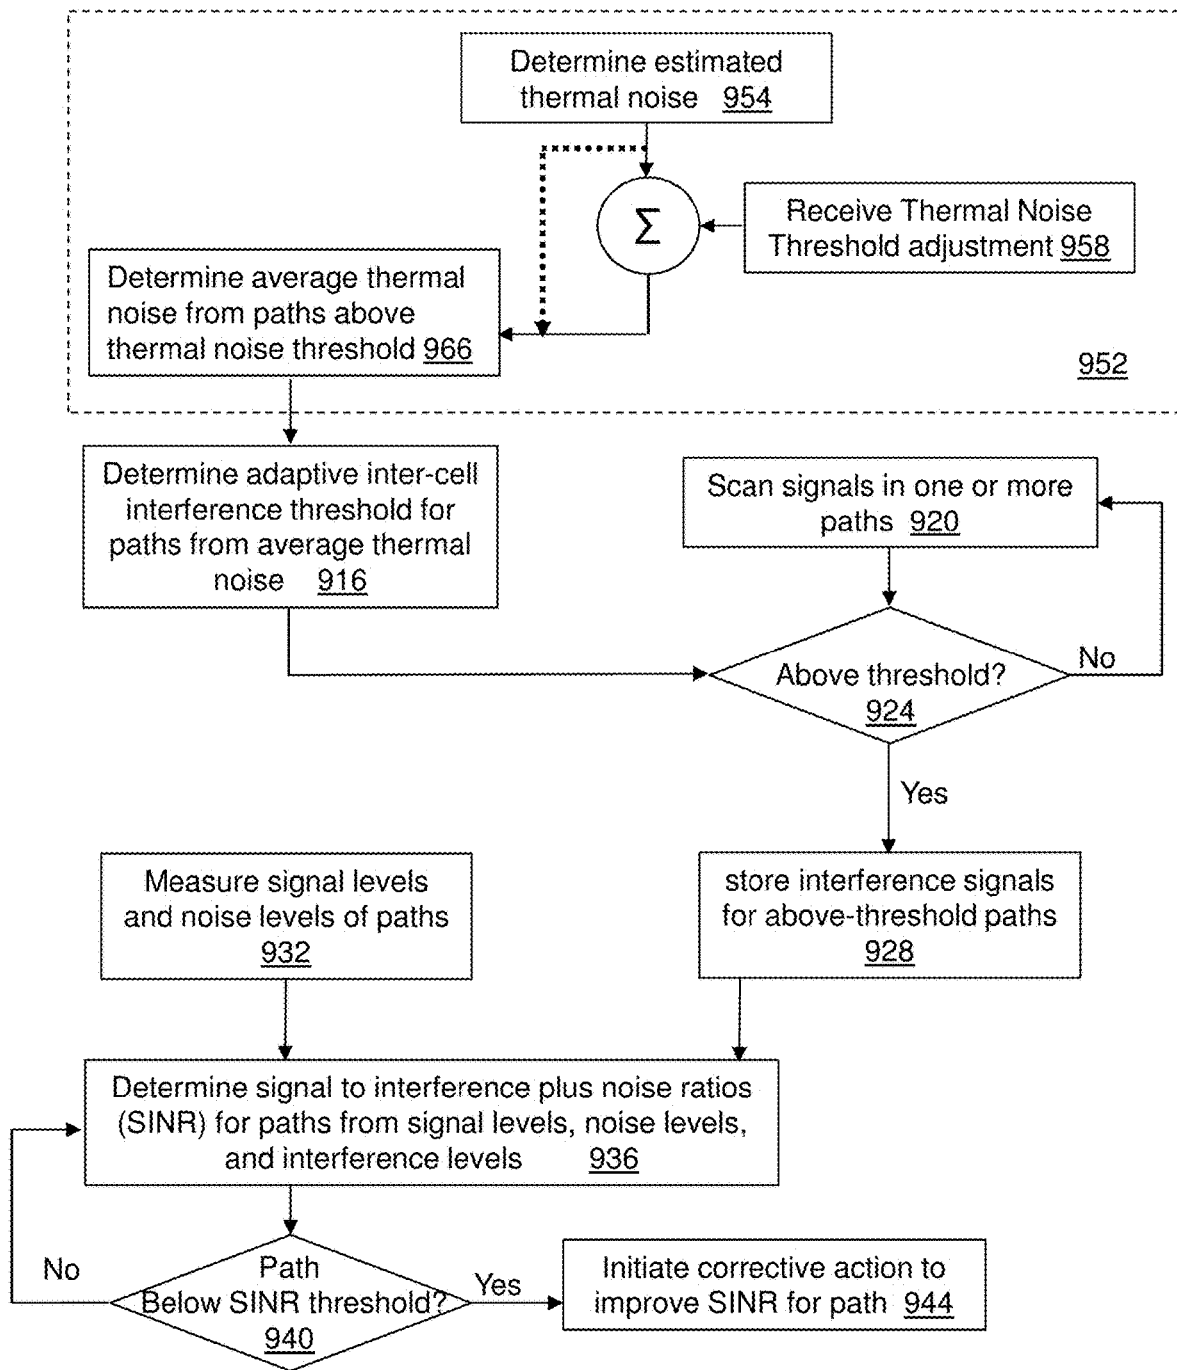 Determine estimated
thermal noise 954
Σ
Receive Thermal Noise
Threshold adjustment 958
Determine average thermal
noise from paths above
thermal noise threshold 966
952
Determine adaptive inter-cell
interference threshold for
paths from average thermal
noise 916
Scan signals in one or more
paths 920
Above threshold?
924
No
Yes
store interference signals
for above-threshold paths
928
Measure signal levels
and noise levels of paths
932
Determine signal to interference plus noise ratios
(SINR) for paths from signal levels, noise levels,
and interference levels 936
Path
Below SINR threshold?
940
No
Yes
Initiate corrective action to
improve SINR for path 944